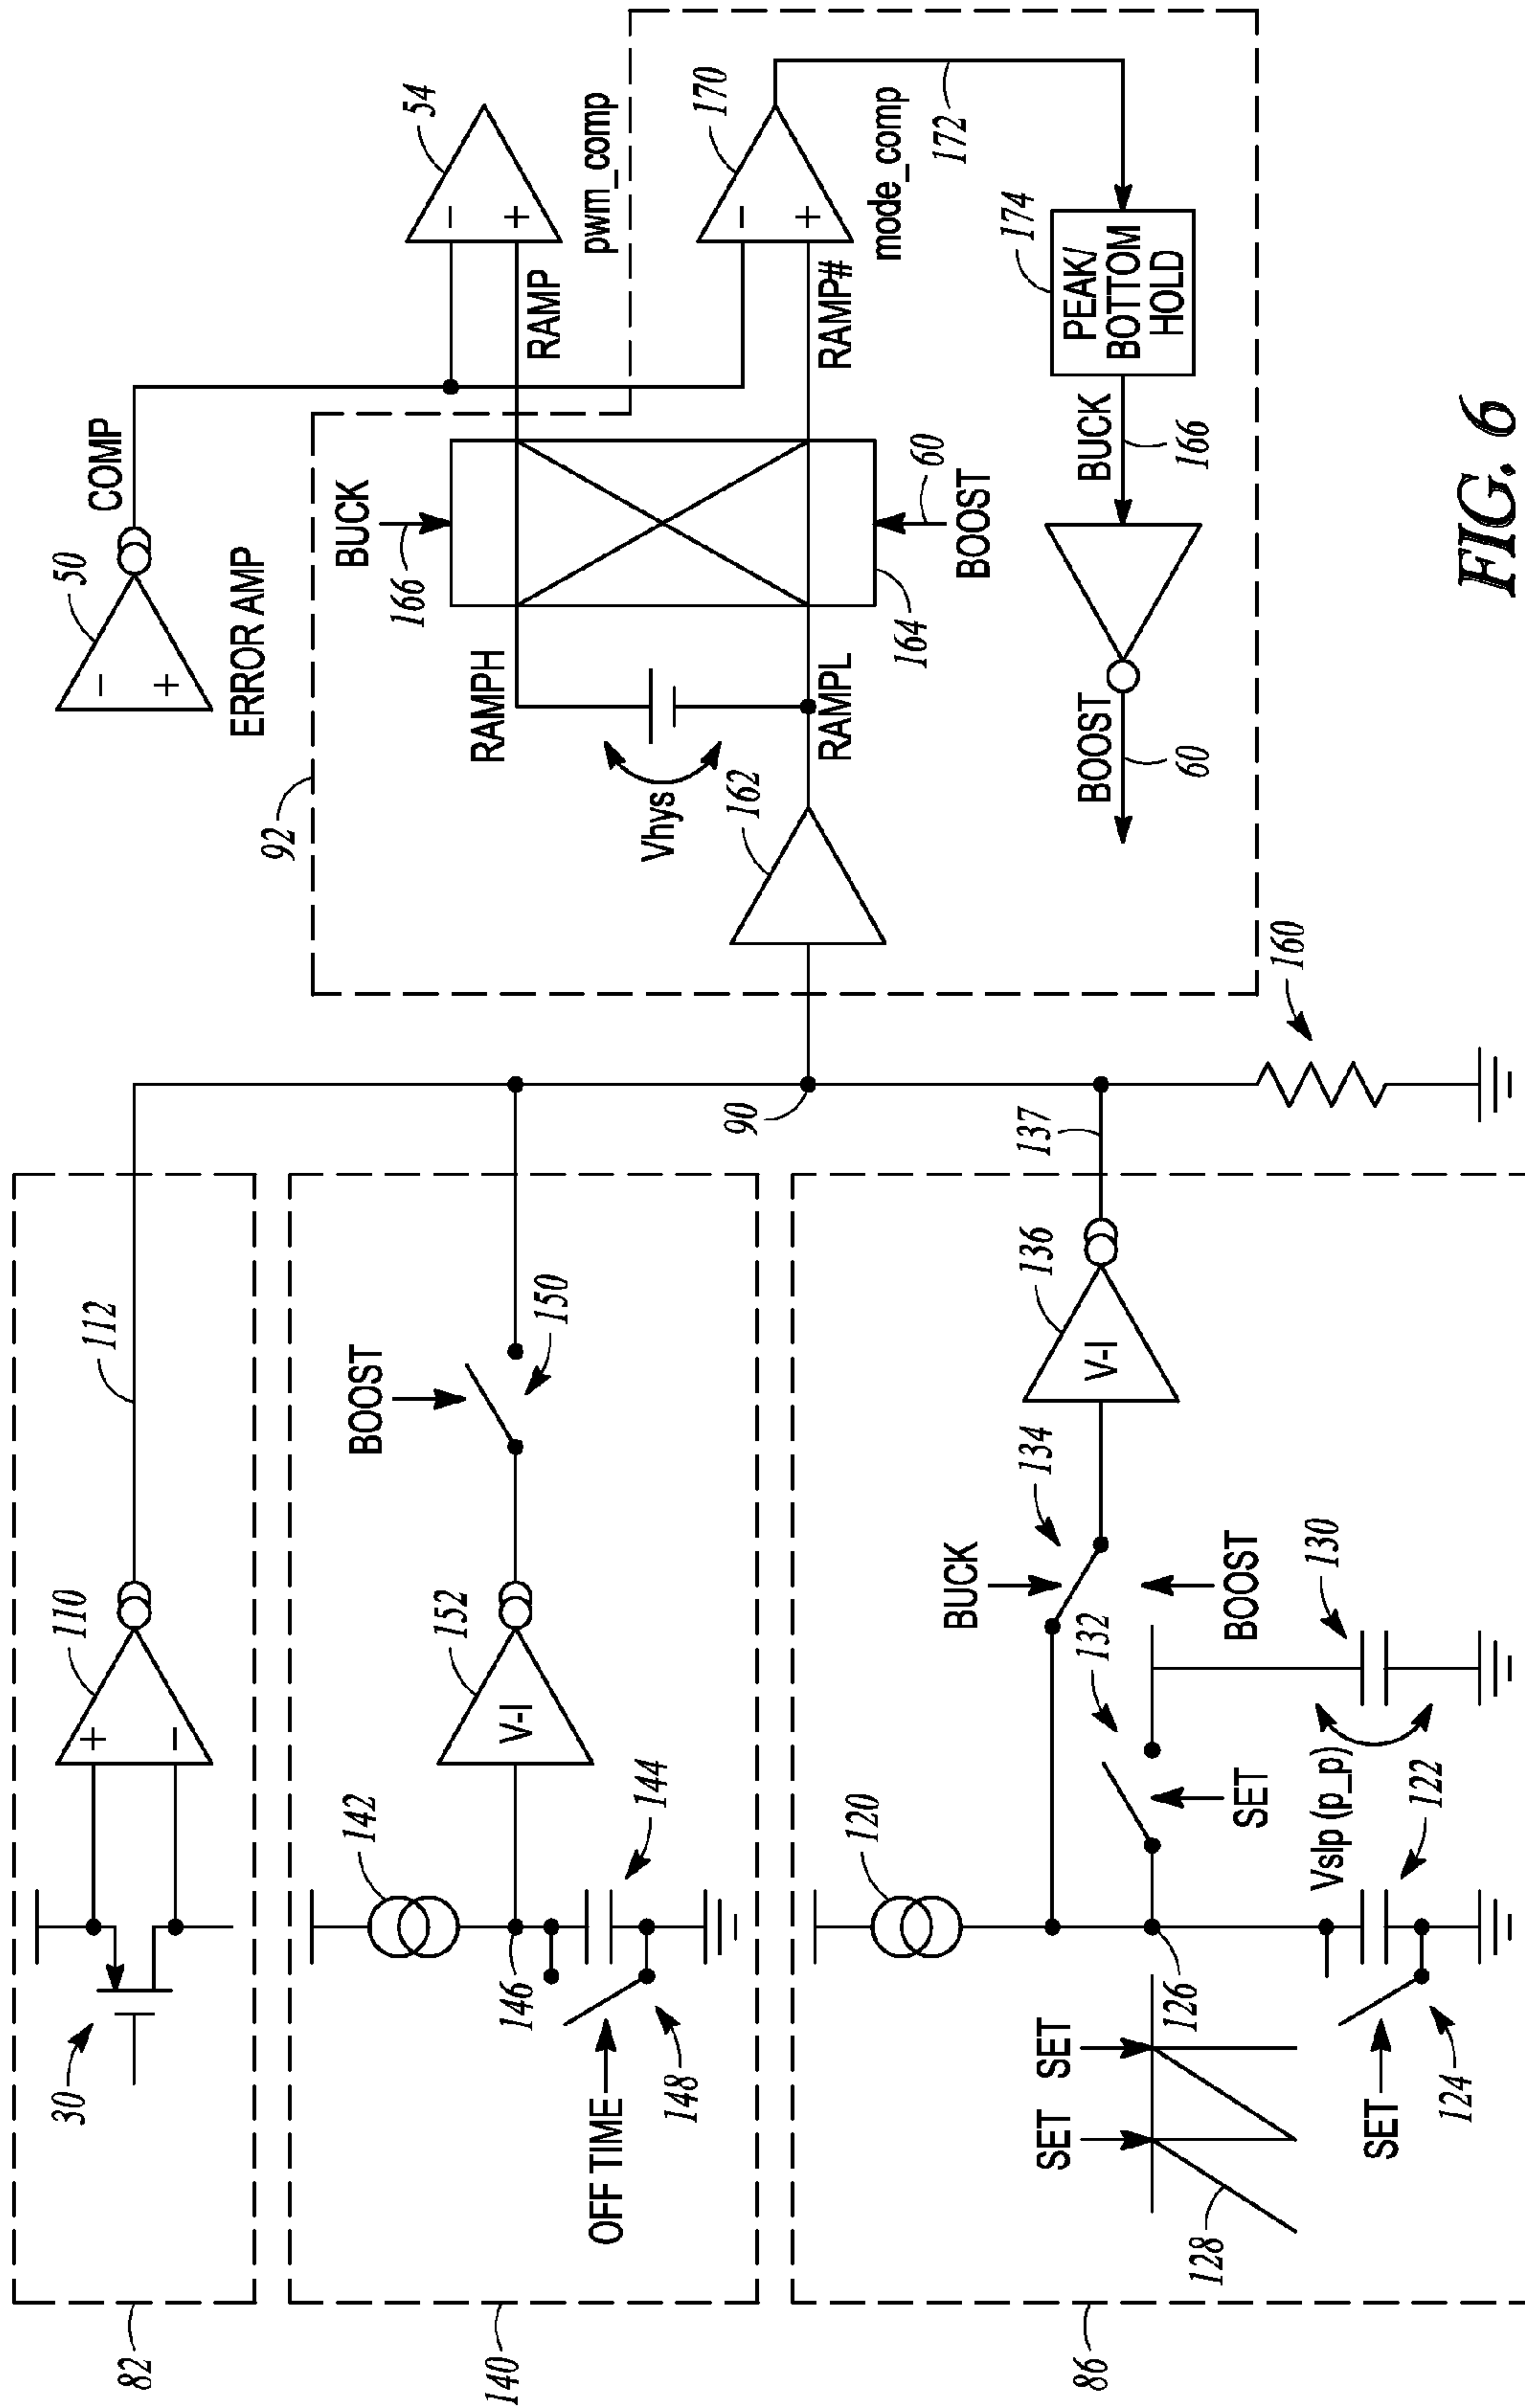 82
30
110
+
−
112
140
142
144
146
148
OFF TIME
152
V-I
BOOST
150
86
128
SET
SET
126
SET
124
120
122
Vslp (p_p)
SET
132
130
BUCK
BOOST
134
136
V-I
137
90
160
50
−
+
ERROR AMP
COMP
92
162
Vhys
RAMPH
RAMPL
BUCK
166
164
60
BOOST
RAMP
RAMP#
54
−
+
pwm_comp
170
−
+
mode_comp
172
174
PEAK/
BOTTOM
HOLD
BUCK
166
BOOST
60
FIG. 6